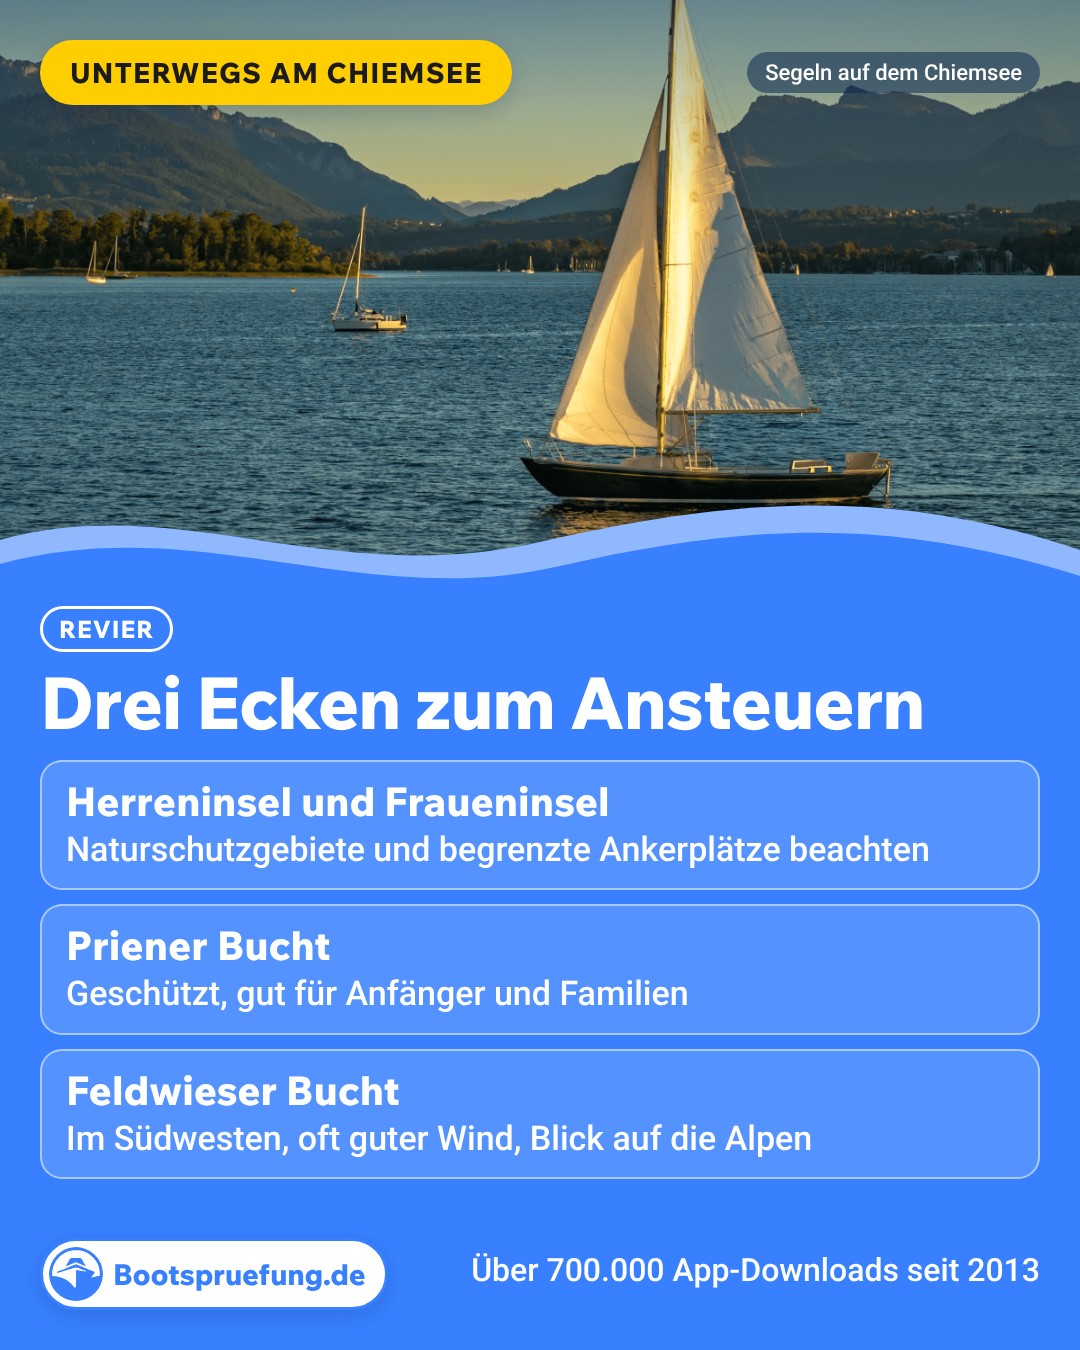 UNTERWEGS AM CHIEMSEE
Segeln auf dem Chiemsee
REVIER
Drei Ecken zum Ansteuern
Herreninsel und Fraueninsel
Naturschutzgebiete und begrenzte Ankerplätze beachten
Priener Bucht
Geschützt, gut für Anfänger und Familien
Feldwieser Bucht
Im Südwesten, oft guter Wind, Blick auf die Alpen
Bootspruefung.de
Über 700.000 App-Downloads seit 2013